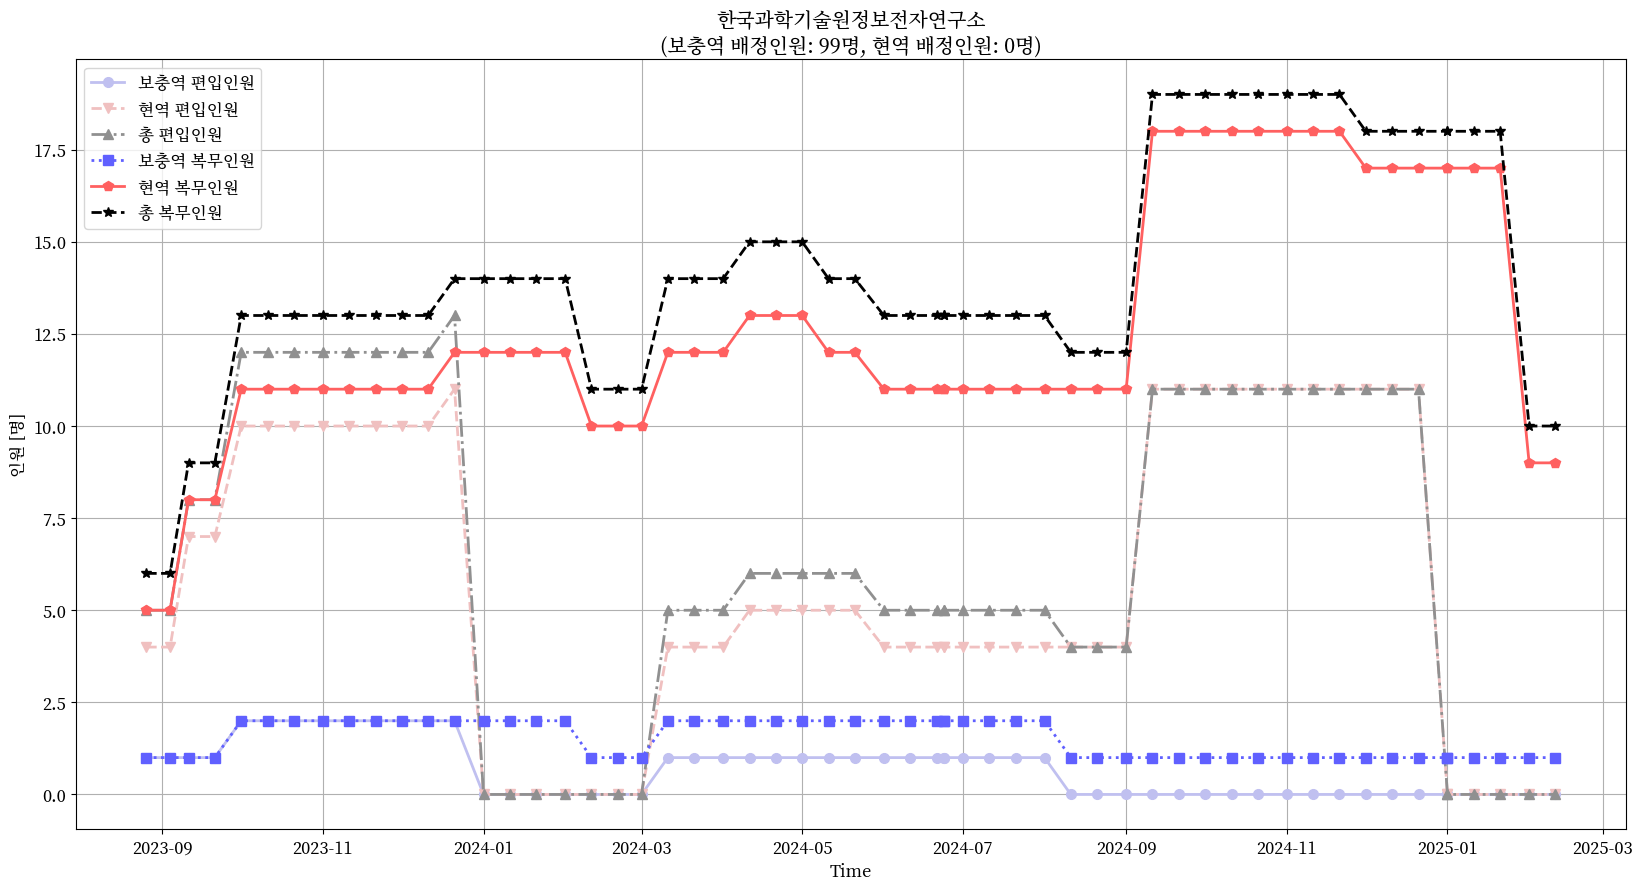 한국과학기술원정보전자연구소
(보충역 배정인원: 99명, 현역 배정인원: 0명)
보충역 편입인원
현역 편입인원
총 편입인원
보충역 복무인원
현역 복무인원
총 복무인원
17.5
15.0
12.5
10.0
7.5
5.0
2.5
0.0
인원 [명]
2023-09 2023-11 2024-01 2024-03 2024-05 2024-07 2024-09 2024-11 2025-01 2025-03
Time